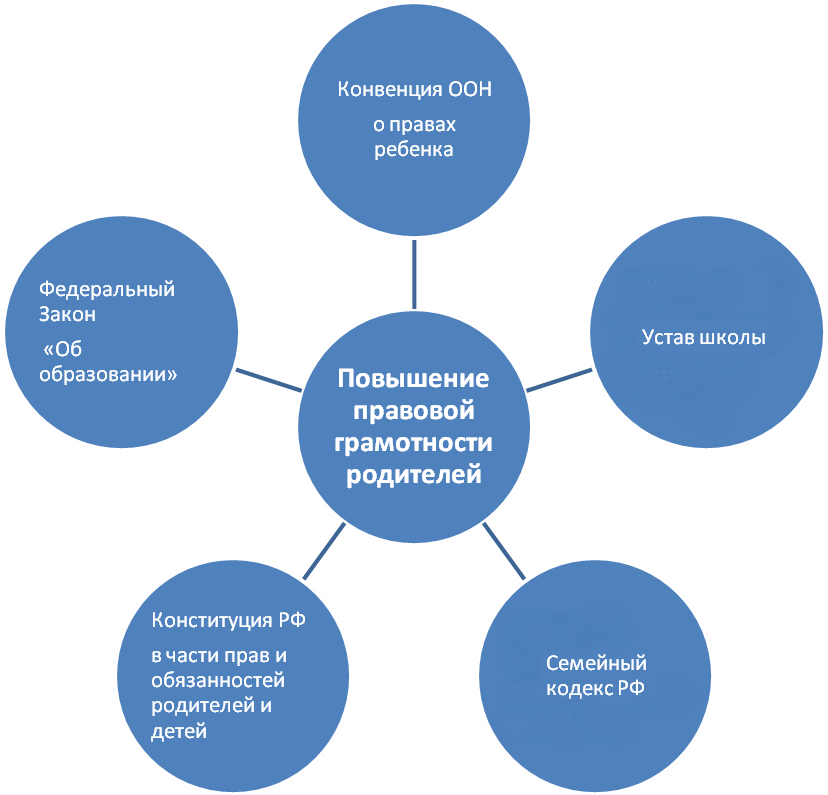 Конвенция ООН
о правах
ребенка
Федеральный
Закон
«Об
образовании»
Устав школы
Повышение
правовой
грамотности
родителей
Конституция РФ
в части прав и
обязанностей
родителей и
детей
Семейный
кодекс РФ